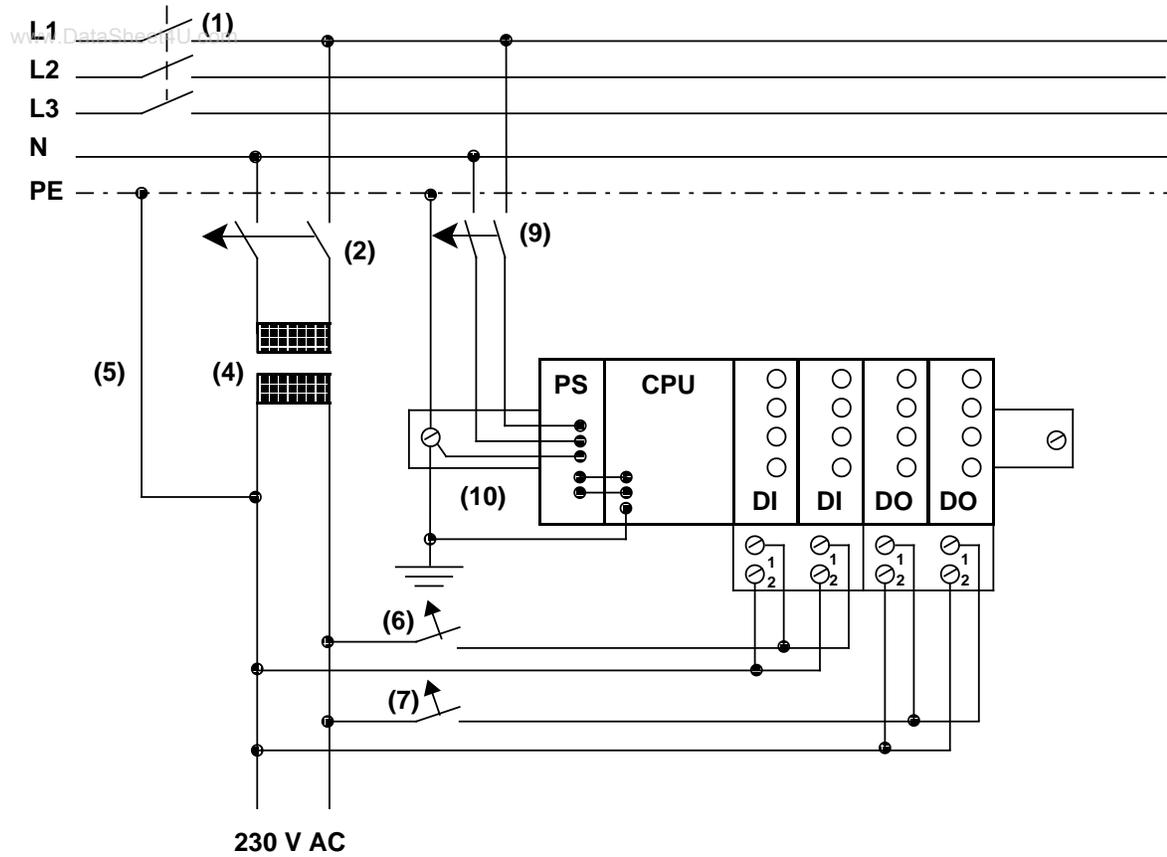 L1
(1)
www.DataSheet4U.com
L2
L3
N
PE
(2)
(9)
(5)
(4)
PS
CPU
DI
DI
DO
DO
(10)
1
2
1
2
1
2
1
2
(6)
(7)
230 V AC